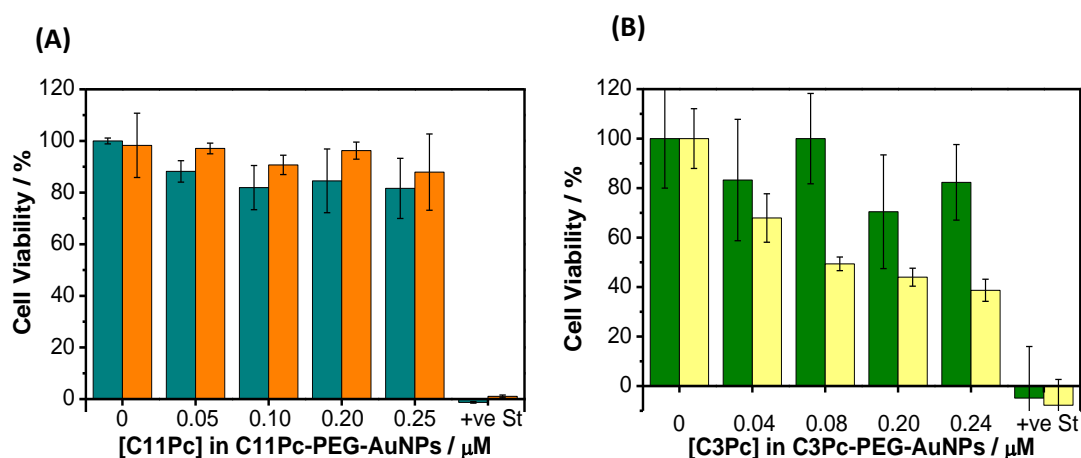 (A)
Cell Viability / %
120
100
80
60
40
20
0
0 0.05 0.10 0.20 0.25 +ve St
[C11Pc] in C11Pc-PEG-AuNPs / μM
(B)
Cell Viability / %
120
100
80
60
40
20
0
0 0.04 0.08 0.20 0.24 +ve St
[C3Pc] in C3Pc-PEG-AuNPs / μM